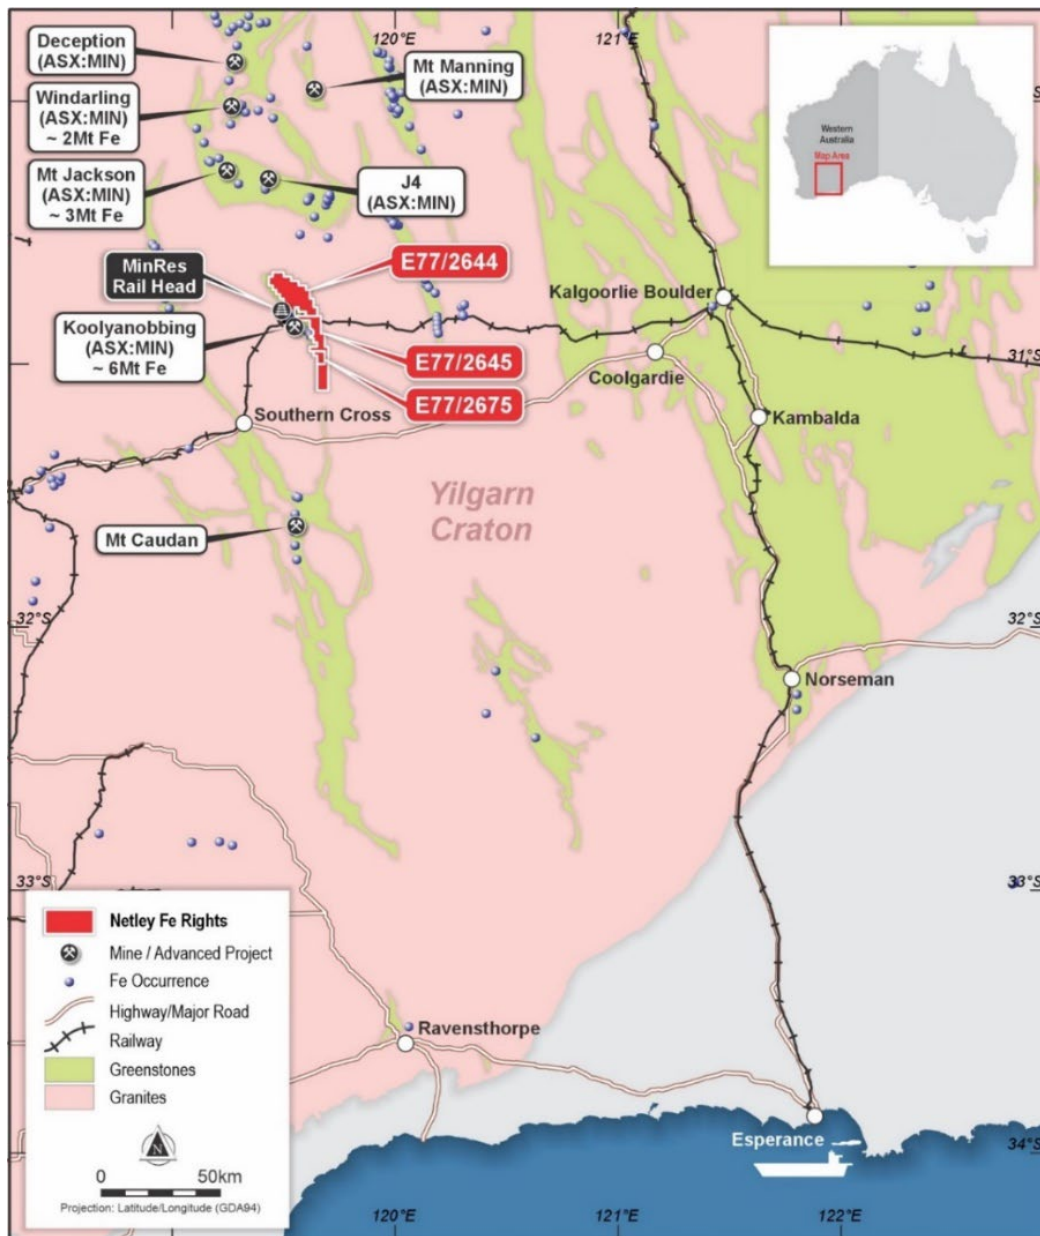 120°E
121°E
Deception
(ASX:MIN)
Mt Manning
(ASX:MIN)
Windarling
(ASX:MIN)
~ 2Mt Fe
Western
Australia
Map Area
Mt Jackson
(ASX:MIN)
~ 3Mt Fe
J4
(ASX:MIN)
MinRes
Rail Head
E77/2644
Kalgoorlie Boulder
Koolyanobbing
(ASX:MIN)
~ 6Mt Fe
E77/2645
31°S
Coolgardie
E77/2675
Southern Cross
Kambalda
Yilgarn
Craton
Mt Caudan
32°S
32°S
Norseman
33°S
33°S
Netley Fe Rights
Mine / Advanced Project
Fe Occurrence
Highway/Major Road
Railway
Greenstones
Granites
N
0 50km
Projection: Latitude/Longitude (GDA94)
Ravensthorpe
Esperance
34°S
120°E
121°E
122°E